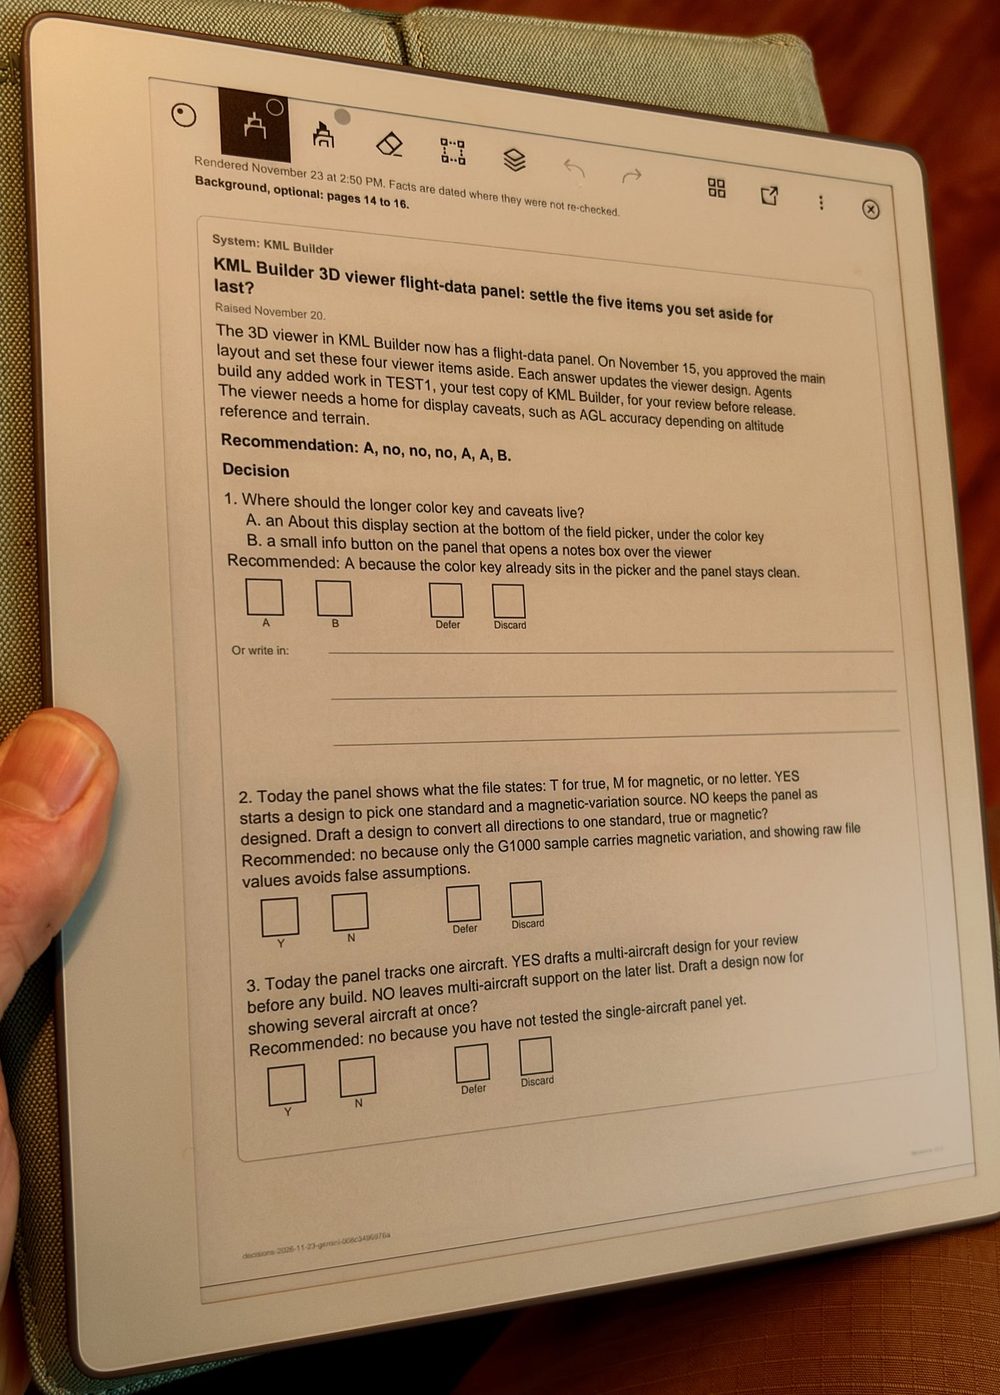 Rendered November 23 at 2:50 PM. Facts are dated where they were not re-checked.
Background, optional: pages 14 to 16.
System: KML Builder
KML Builder 3D viewer flight-data panel: settle the five items you set aside for
last?
Raised November 20.
The 3D viewer in KML Builder now has a flight-data panel. On November 15, you approved the main
layout and set these four viewer items aside. Each answer updates the viewer design. Agents
build any added work in TEST1, your test copy of KML Builder, for your review before release.
The viewer needs a home for display caveats, such as AGL accuracy depending on altitude
reference and terrain.
Recommendation: A, no, no, no, A, A, B.
Decision
1. Where should the longer color key and caveats live?
A. an About this display section at the bottom of the field picker, under the color key
B. a small info button on the panel that opens a notes box over the viewer
Recommended: A because the color key already sits in the picker and the panel stays clean.
A B Defer Discard
Or write in:
2. Today the panel shows what the file states: T for true, M for magnetic, or no letter. YES
starts a design to pick one standard and a magnetic-variation source. NO keeps the panel as
designed. Draft a design to convert all directions to one standard, true or magnetic?
Recommended: no because only the G1000 sample carries magnetic variation, and showing raw file
values avoids false assumptions.
Y N Defer Discard
3. Today the panel tracks one aircraft. YES drafts a multi-aircraft design for your review
before any build. NO leaves multi-aircraft support on the later list. Draft a design now for
showing several aircraft at once?
Recommended: no because you have not tested the single-aircraft panel yet.
Y N Defer Discard